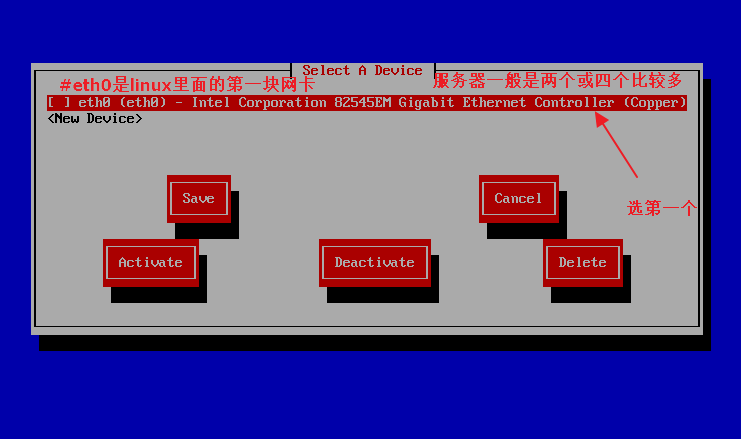 Select A Device
#eth0是linux里面的第一块网卡
服务器一般是两个或四个比较多
[ ] eth0 (eth0) - Intel Corporation 82545EM Gigabit Ethernet Controller (Copper)
<New Device>
选第一个
Save
Cancel
Activate
Deactivate
Delete